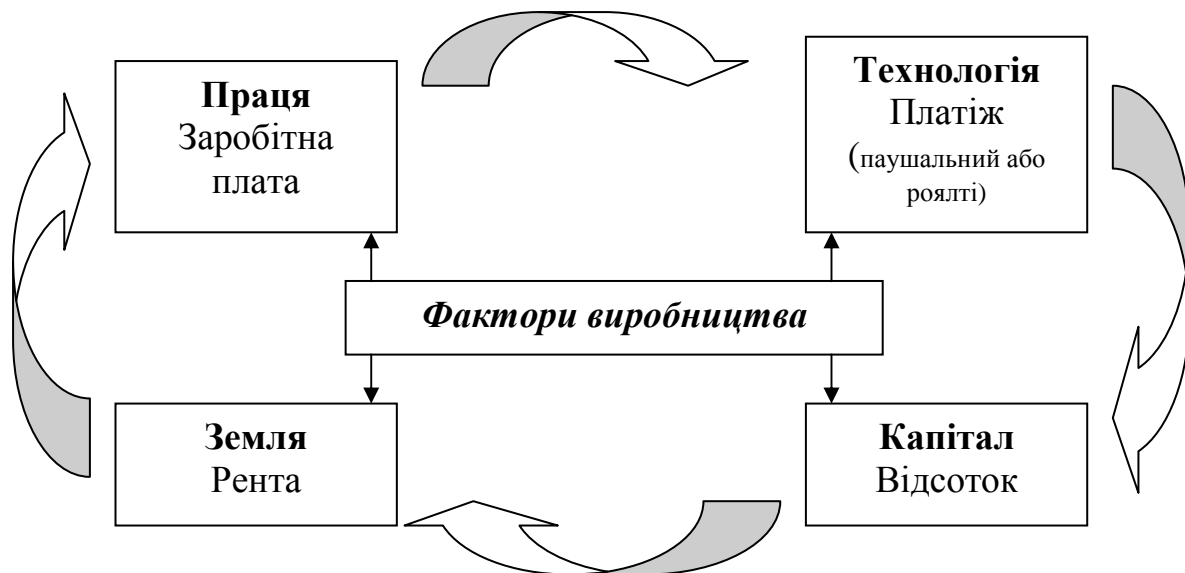 Праця
Заробітна
плата
Технологія
Платіж
(паушальний або
роялті)
Фактори виробництва
Земля
Рента
Капітал
Відсоток